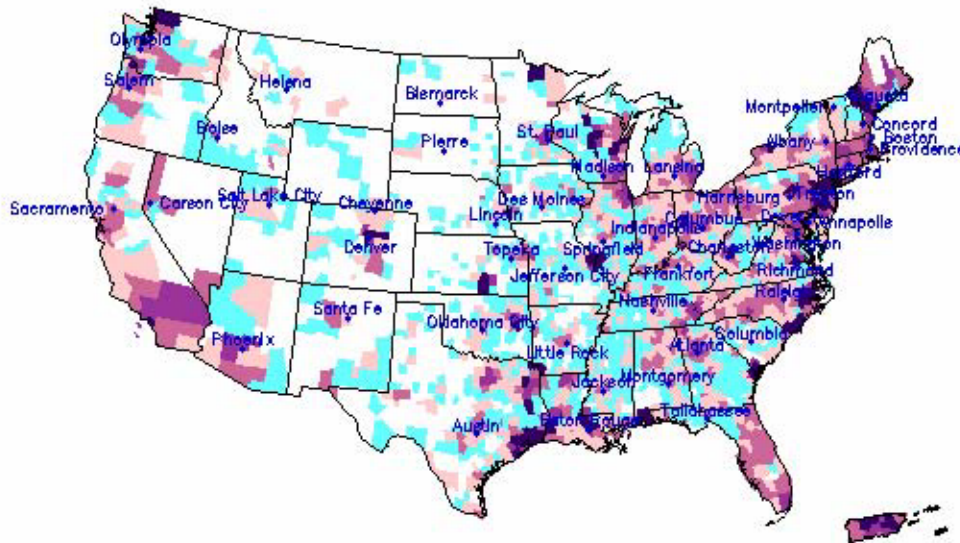 Olympia
Salem
Helena
Bismarck
Boise
Pierre
St. Paul
Montpelier
Augusta
Concord
Boston
Providence
Albany
Hartford
Madison
Lansing
Sacramento
Carson City
Salt Lake City
Cheyenne
Lincoln
Des Moines
Harrisburg
Trenton
Columbus
Dover
Annapolis
Indianapolis
Denver
Topeka
Springfield
Charleston
Washington
Jefferson City
Frankfort
Richmond
Santa Fe
Nashville
Raleigh
Oklahoma City
Phoenix
Little Rock
Atlanta
Columbia
Jackson
Montgomery
Austin
Baton Rouge
Tallahassee